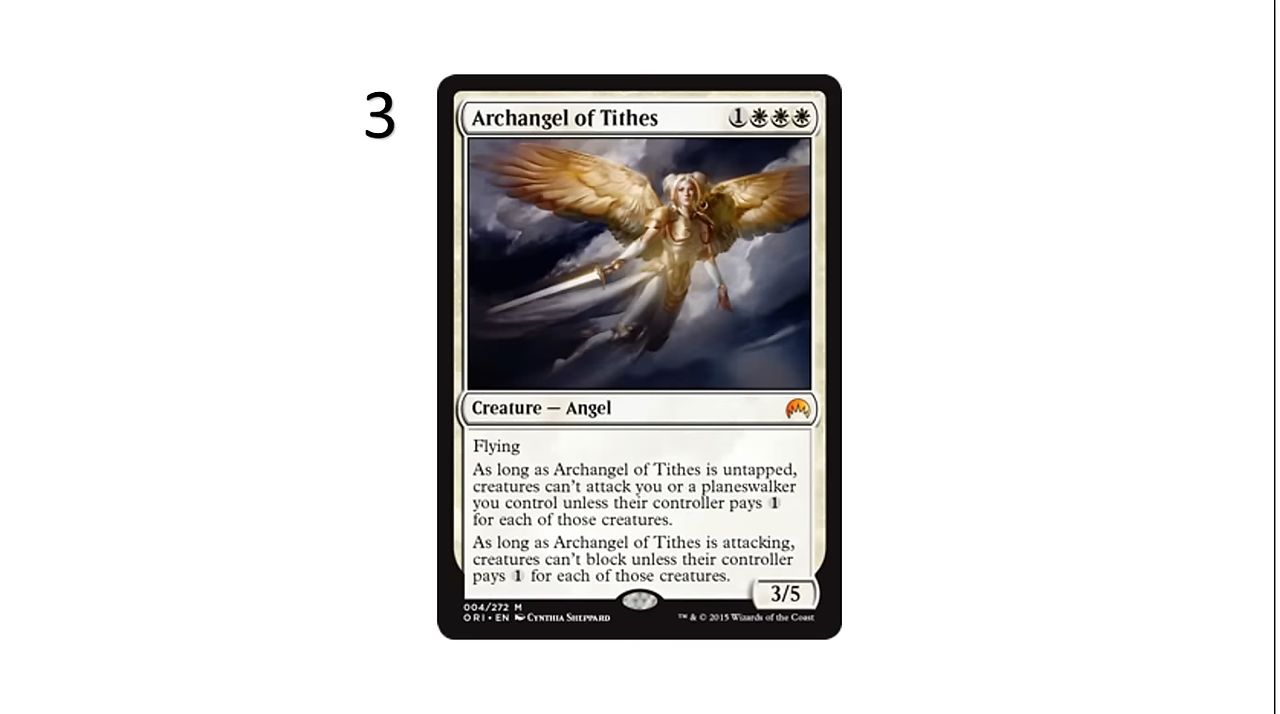 3
Archangel of Tithes 1
Creature — Angel
Flying
As long as Archangel of Tithes is untapped,
creatures can't attack you or a planeswalker
you control unless their controller pays 1
for each of those creatures.
As long as Archangel of Tithes is attacking,
creatures can't block unless their controller
pays 1 for each of those creatures.
3/5
004/272 M
ORI • EN Cynthia Sheppard
™ & © 2015 Wizards of the Coast